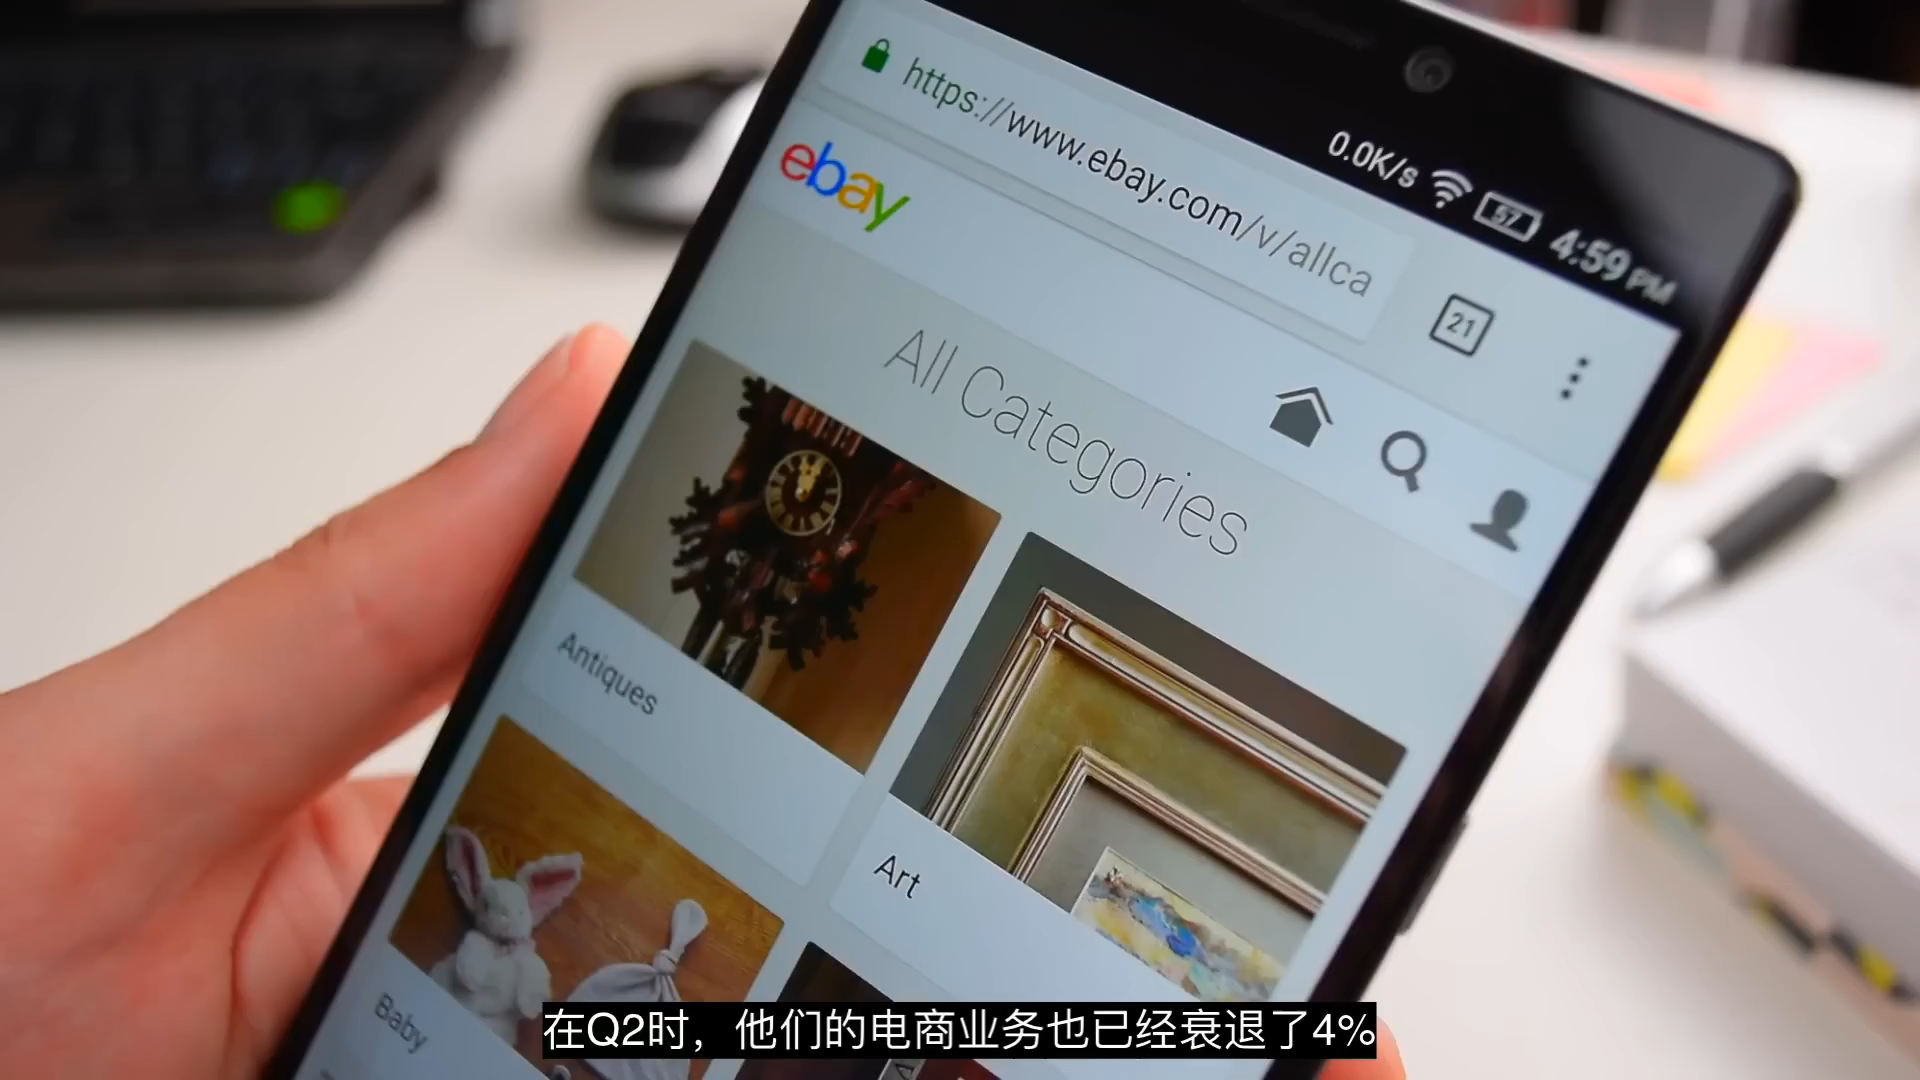 https://www.ebay.com/v/allca
0.0K/s
57
4:59 PM
ebay
21
All Categories
Antiques
Art
Baby
在Q2时，他们的电商业务也已经衰退了4%